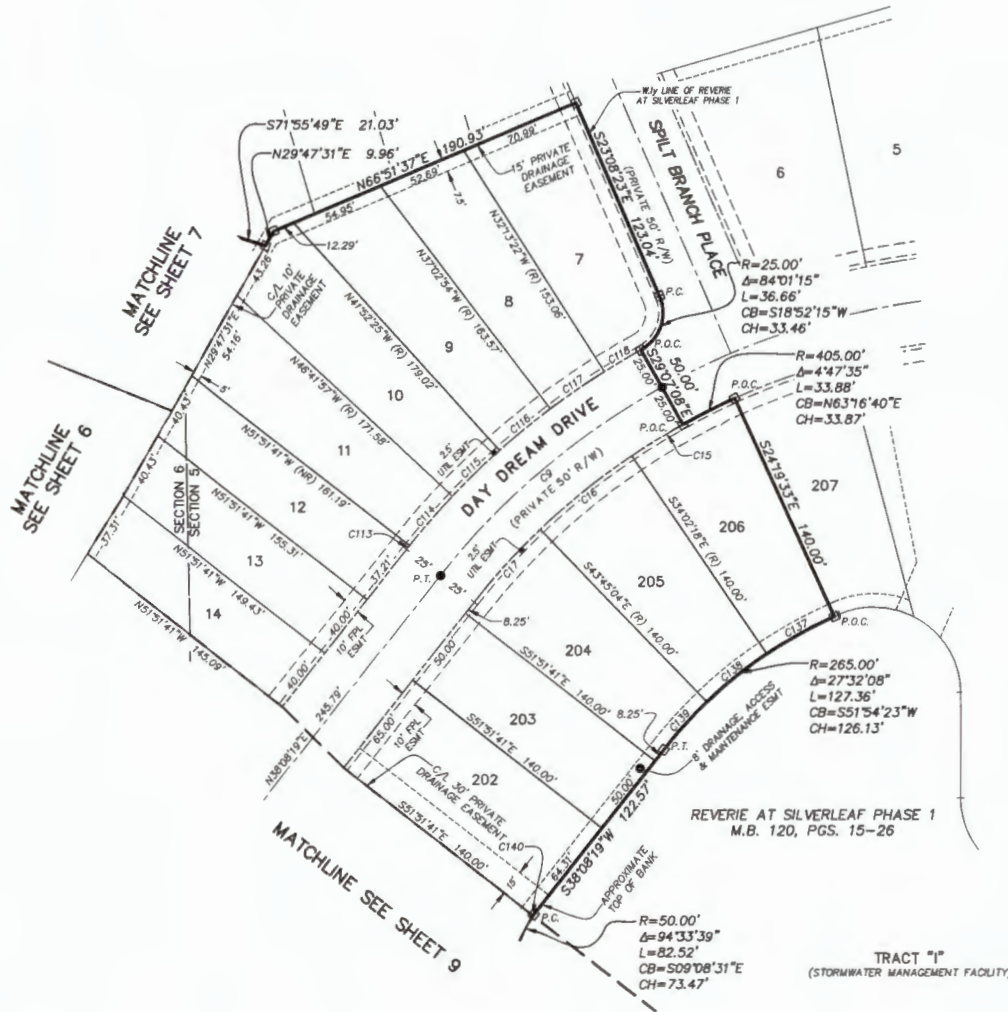 S71°55'49"E 21.03'
N29°47'31"E 9.96'
N66°51'37"E 190.93'
54.95'
52.69'
70.99'
7.5'
12.29'
15' PRIVATE
DRAINAGE
EASEMENT
W.ly LINE OF REVERIE
AT SILVERLEAF PHASE 1
S23°08'23"E 123.04'
SPILT BRANCH PLACE
(PRIVATE 50' R/W)
6
5
P.C.
R=25.00'
Δ=84°01'15"
L=36.66'
CB=S18°52'15"W
CH=33.46'
P.O.C.
S29°07'08"E
50.00'
25.00'
25.00'
P.O.C.
R=405.00'
Δ=4°47'35"
L=33.88'
CB=N63°16'40"E
CH=33.87'
P.O.C.
MATCHLINE
SEE SHEET 7
MATCHLINE
SEE SHEET 6
43.26'
N29°47'31"E
54.16'
5'
40.43'
40.43'
37.31'
C/L 10'
PRIVATE
DRAINAGE
EASEMENT
SECTION 6
SECTION 5
7
N32°13'22"W (R) 153.06'
8
N37°02'54"W (R) 163.57'
9
N41°52'25"W (R) 179.02'
10
N46°41'57"W (R) 171.58'
11
N51°51'41"W (NR) 161.19'
12
N51°51'41"W 155.31'
13
N51°51'41"W 149.43'
14
N51°51'41"W 145.09'
C118
C117
C116
C115
C114
C113
2.5'
UTIL ESMT
37.21'
40.00'
40.00'
10' FPL
ESMT
DAY DREAM DRIVE
(PRIVATE 50' R/W)
C9
25'
P.T.
25'
245.79'
N38°08'19"E
C15
C16
C17
2.5'
UTIL ESMT
8.25'
50.00'
65.00'
10' FPL
ESMT
207
S24°19'33"E 140.00'
206
S34°02'18"E (R) 140.00'
205
S43°45'04"E (R) 140.00'
204
S51°51'41"E 140.00'
203
S51°51'41"E 140.00'
202
C/L 30' PRIVATE
DRAINAGE EASEMENT
S51°51'41"E 140.00'
15'
C137
C138
C139
P.O.C.
R=265.00'
Δ=27°32'08"
L=127.36'
CB=S51°54'23"W
CH=126.13'
8.25'
P.T.
8' DRAINAGE, ACCESS
& MAINTENANCE ESMT
50.00'
S38°08'19"W 122.57'
64.31'
C140
P.C.
APPROXIMATE
TOP OF BANK
REVERIE AT SILVERLEAF PHASE 1
M.B. 120, PGS. 15-26
MATCHLINE SEE SHEET 9
R=50.00'
Δ=94°33'39"
L=82.52'
CB=S09°08'31"E
CH=73.47'
TRACT "I"
(STORMWATER MANAGEMENT FACILITY)